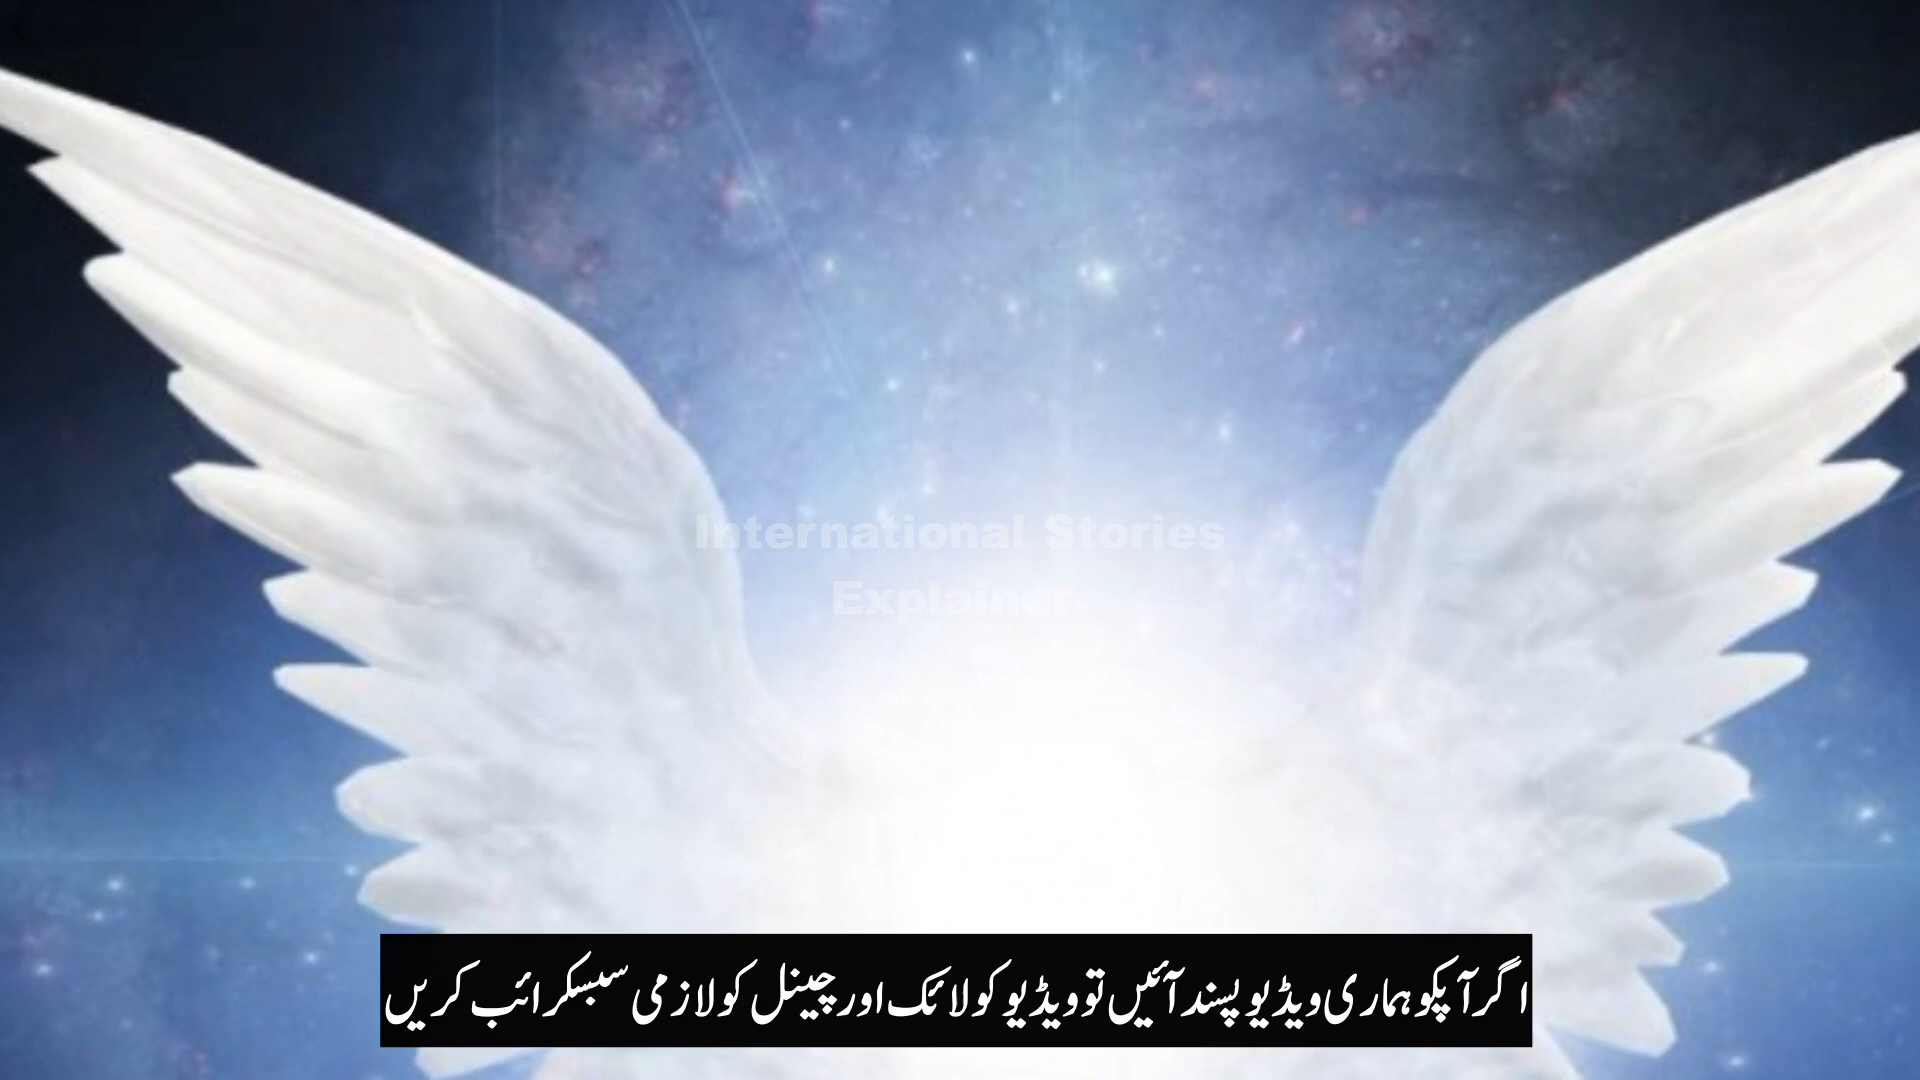 International Stories
Explainer
اگر آپکو ہماری ویڈیو پسند آئیں تو ویڈیو کو لائک اور چینل کو لازمی سبسکرائب کریں